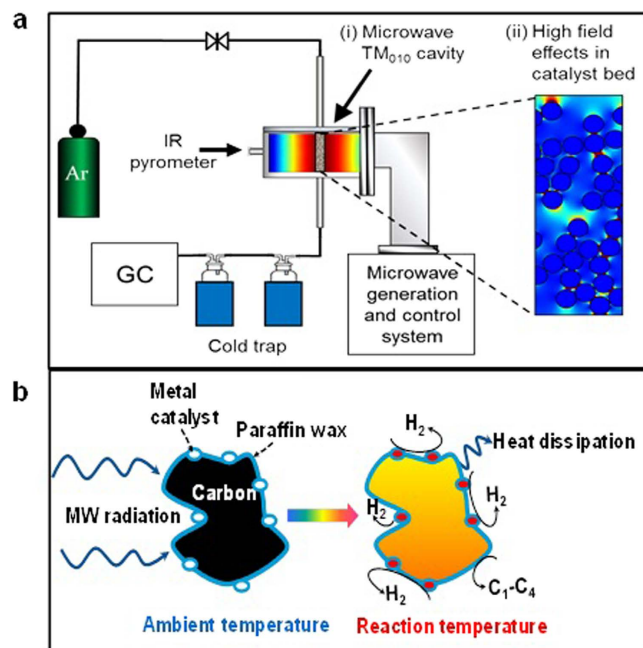 a
(i) Microwave
TM010 cavity
(ii) High field
effects in
catalyst bed
IR
pyrometer
Ar
GC
Cold trap
Microwave
generation
and control
system
b
Metal
catalyst
Paraffin wax
Carbon
MW radiation
Ambient temperature
H2
Heat dissipation
H2
H2
H2
C1-C4
Reaction temperature